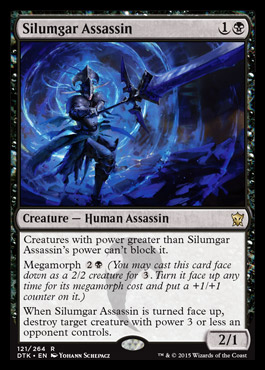 Silumgar Assassin 1
Creature — Human Assassin
Creatures with power greater than Silumgar
Assassin's power can't block it.
Megamorph 2 (You may cast this card
face down as a 2/2 creature for 3. Turn it face up any
time for its megamorph cost and put a +1/+1
counter on it.)
When Silumgar Assassin is turned face up,
destroy target creature with power 3 or less an
opponent controls.
2/1
121/264 R
DTK • EN YOHANN SCHEPACZ
™ & © 2015 Wizards of the Coast